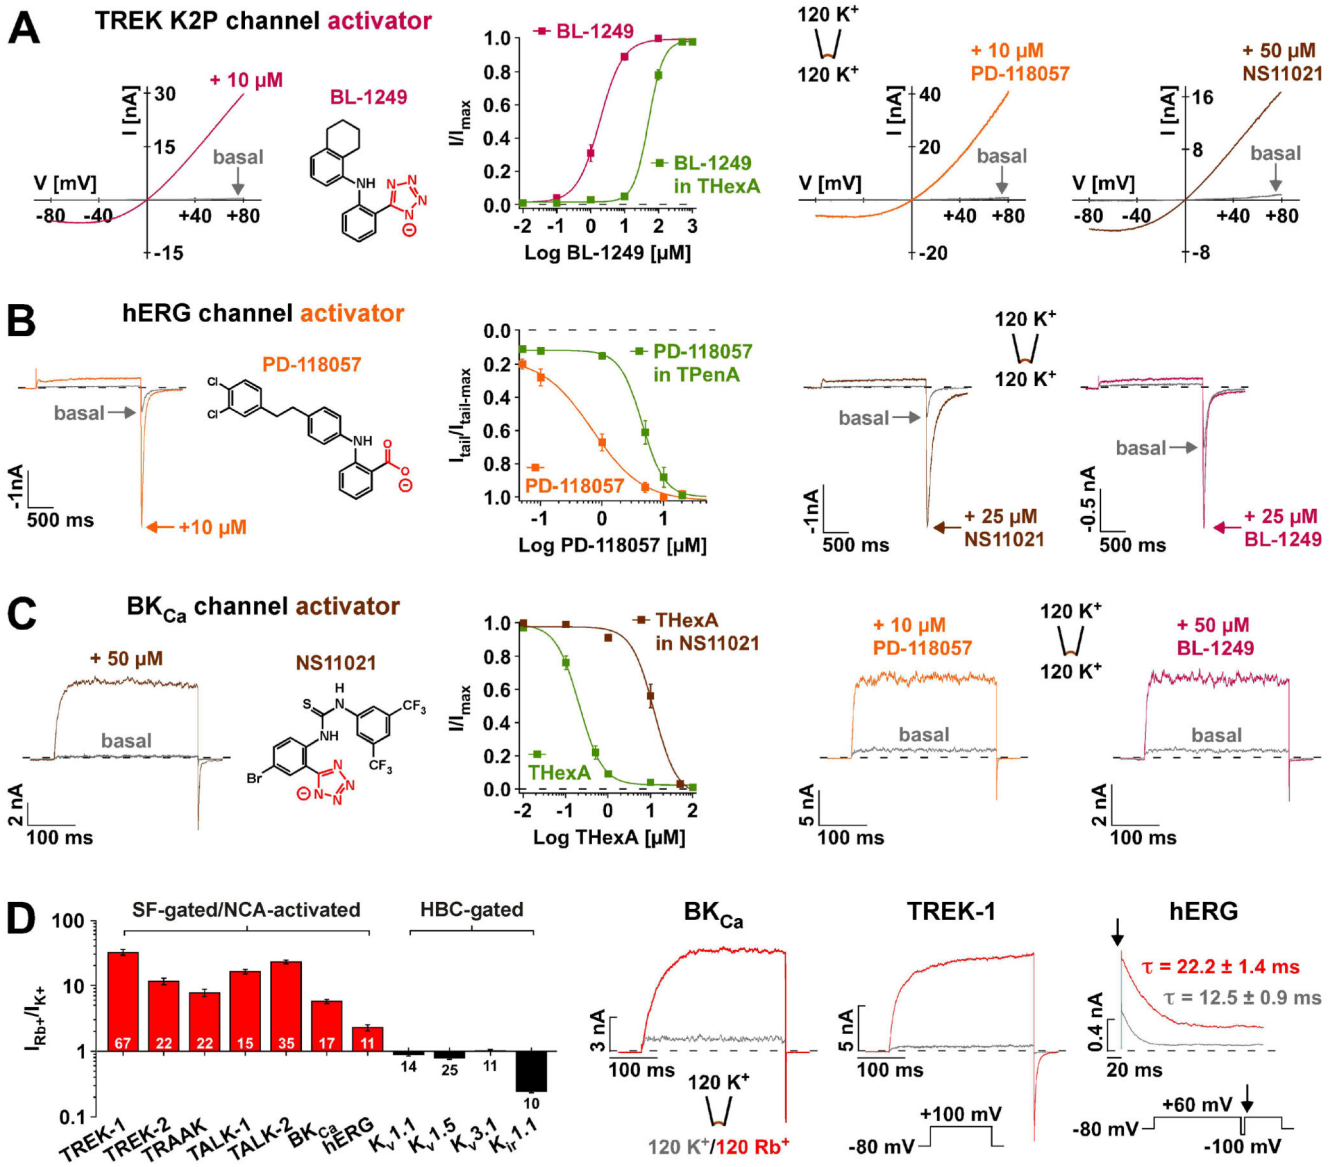 A
TREK K2P channel activator
+ 10 µM
I [nA]
30
15
-15
V [mV]
-80
-40
+40
+80
basal
BL-1249
NH
N
N
N
N
⊖
I/Imax
1.0
0.8
0.6
0.4
0.2
0.0
BL-1249
BL-1249
in THexA
-2
-1
0
1
2
3
Log BL-1249 [µM]
120 K+
120 K+
+ 10 µM
PD-118057
I [nA]
40
20
-20
basal
V [mV]
+40
+80
+ 50 µM
NS11021
I [nA]
16
8
-8
basal
V [mV]
-80
-40
+40
+80
B
hERG channel activator
PD-118057
basal
-1nA
500 ms
+10 µM
Cl
Cl
NH
O
O
⊖
Itail/Itail-max
0.0
0.2
0.4
0.6
0.8
1.0
PD-118057
in TPenA
PD-118057
-1
0
1
Log PD-118057 [µM]
120 K+
120 K+
basal
-1nA
500 ms
+ 25 µM
NS11021
basal
-0.5 nA
500 ms
+ 25 µM
BL-1249
C
BKCa channel activator
+ 50 µM
basal
2 nA
100 ms
NS11021
H
S
N
CF3
NH
CF3
Br
N
N
N
N
⊖
I/Imax
1.0
0.8
0.6
0.4
0.2
0.0
THexA
in NS11021
THexA
-2
-1
0
1
2
Log THexA [µM]
+ 10 µM
PD-118057
basal
5 nA
100 ms
120 K+
120 K+
+ 50 µM
BL-1249
basal
2 nA
100 ms
D
SF-gated/NCA-activated
HBC-gated
IRb+/IK+
100
10
1
0.1
67
22
22
15
35
17
11
14
25
11
10
TREK-1
TREK-2
TRAAK
TALK-1
TALK-2
BKCa
hERG
Kv1.1
Kv1.5
Kv3.1
Kir1.1
BKCa
3 nA
100 ms
120 K+
120 K+/120 Rb+
TREK-1
5 nA
100 ms
+100 mV
-80 mV
hERG
τ = 22.2 ± 1.4 ms
τ = 12.5 ± 0.9 ms
0.4 nA
20 ms
+60 mV
-80 mV
-100 mV